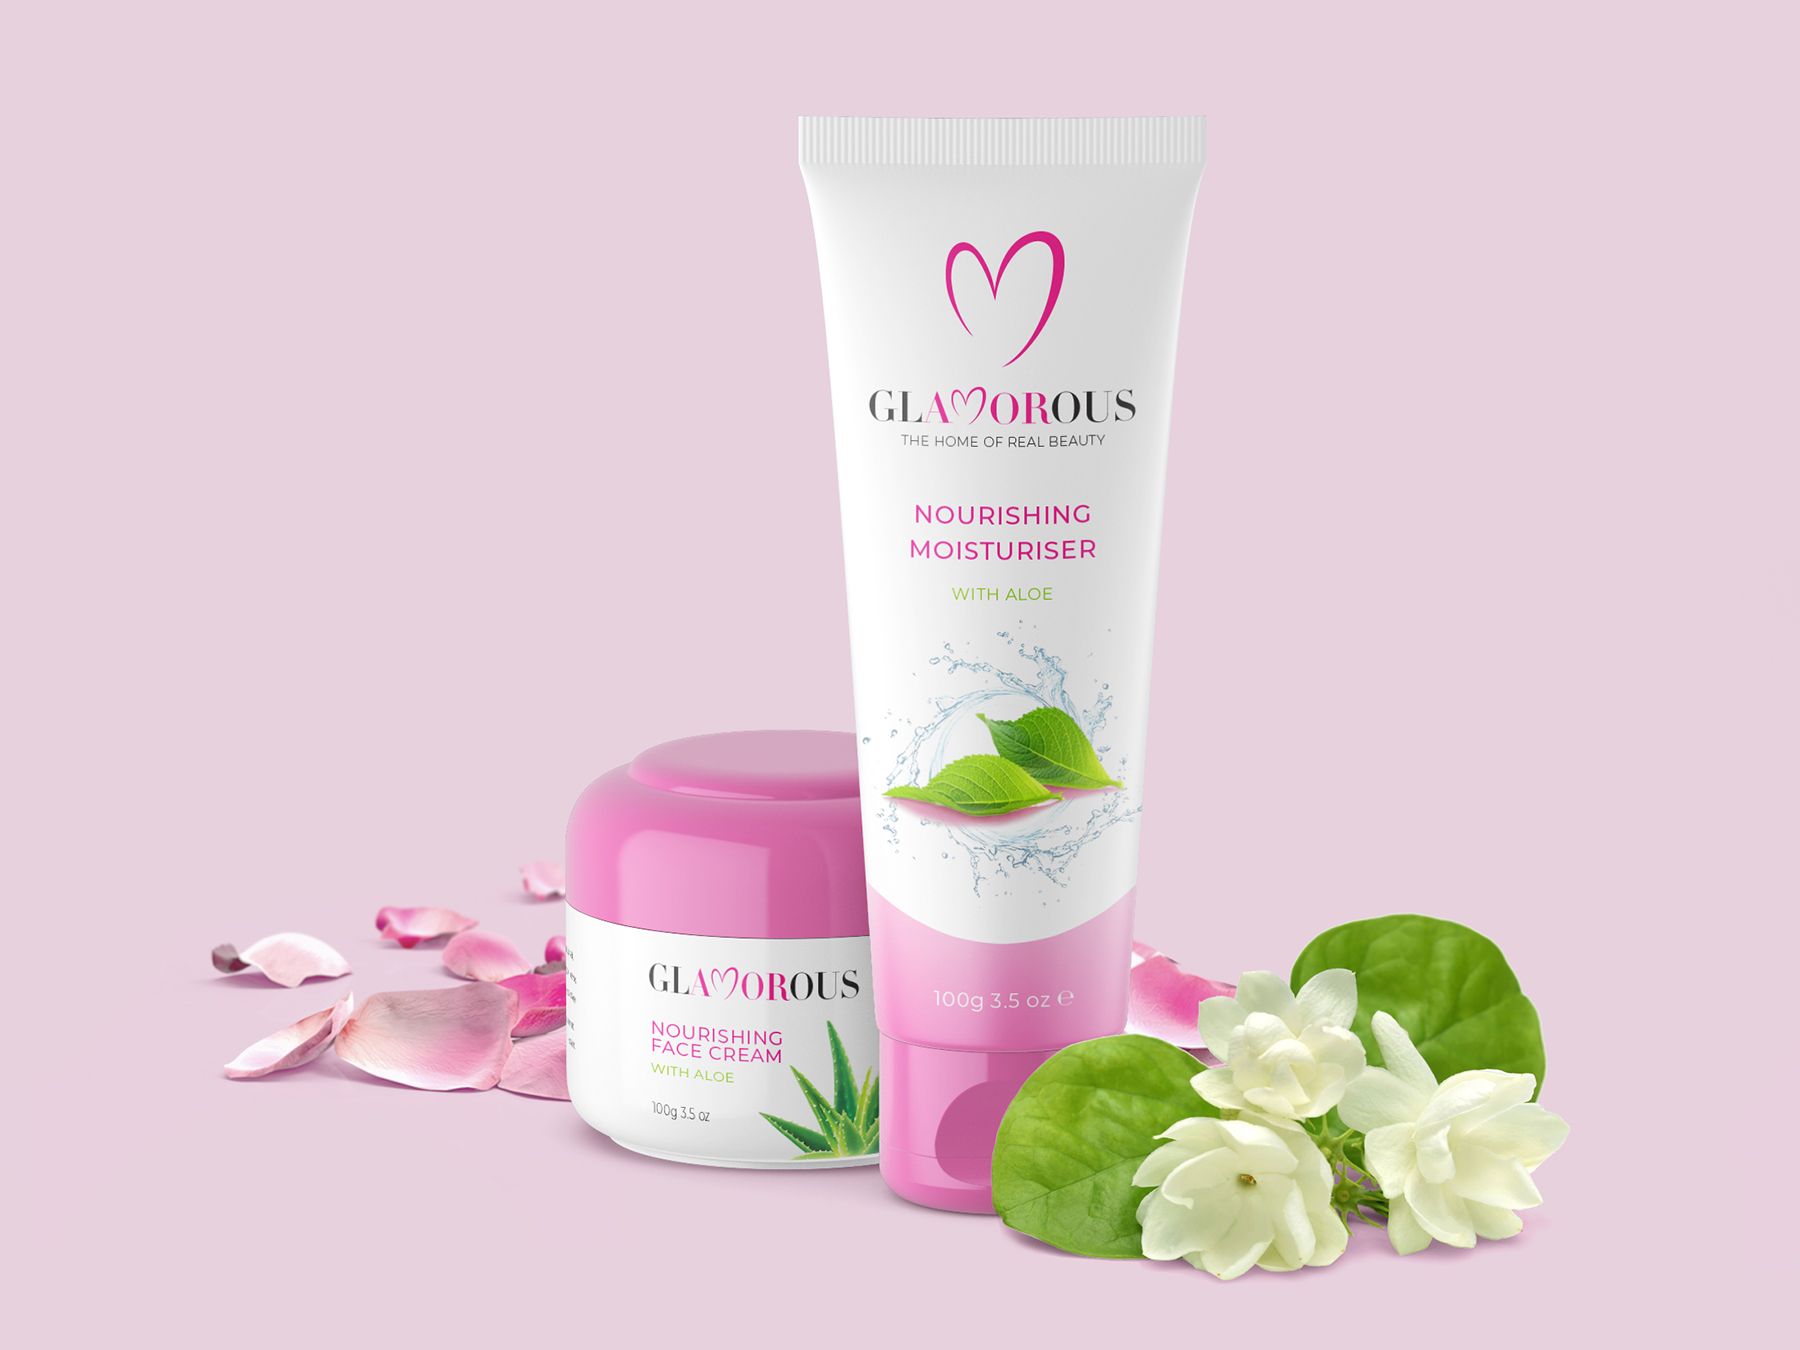 GLAMOROUS
THE HOME OF REAL BEAUTY
NOURISHING
MOISTURISER
WITH ALOE
100g 3.5 oz ℮
GLAMOROUS
NOURISHING
FACE CREAM
WITH ALOE
100g 3.5 oz